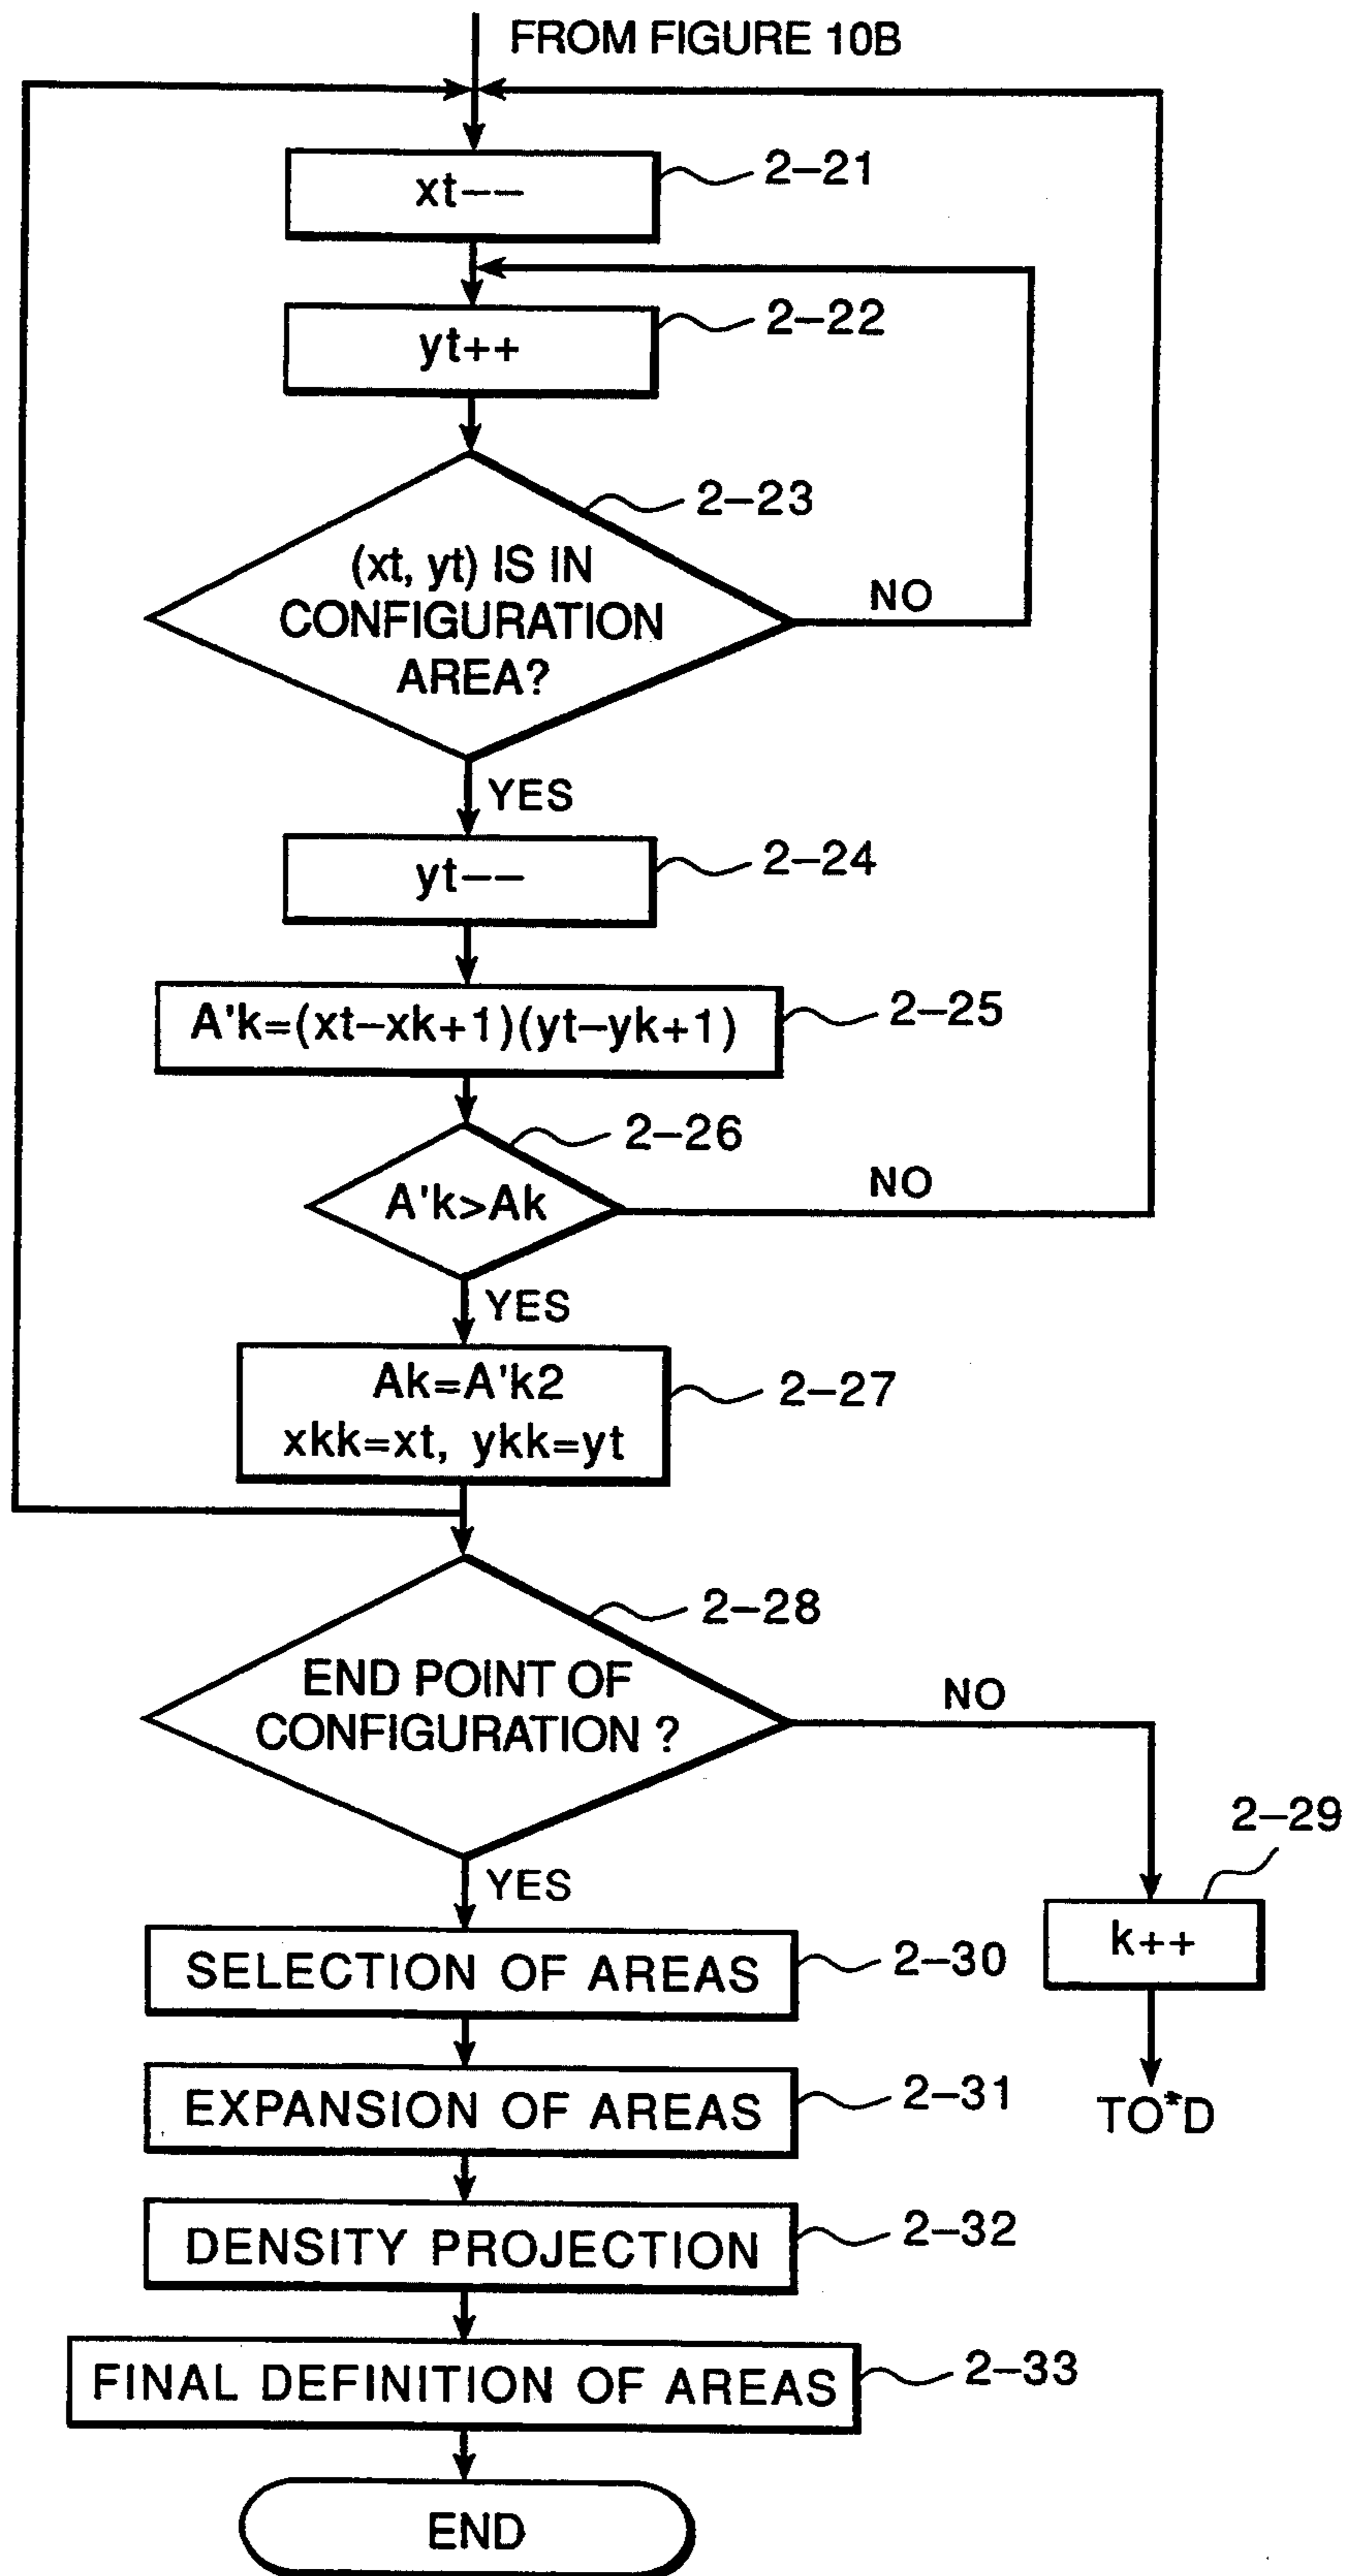 FROM FIGURE 10B
xt--
2-21
yt++
2-22
2-23
(xt, yt) IS IN
CONFIGURATION
AREA?
NO
YES
yt--
2-24
A'k=(xt-xk+1)(yt-yk+1)
2-25
2-26
A'k>Ak
NO
YES
Ak=A'k2
xkk=xt, ykk=yt
2-27
2-28
END POINT OF
CONFIGURATION ?
NO
YES
2-29
k++
TO*D
SELECTION OF AREAS
2-30
EXPANSION OF AREAS
2-31
DENSITY PROJECTION
2-32
FINAL DEFINITION OF AREAS
2-33
END